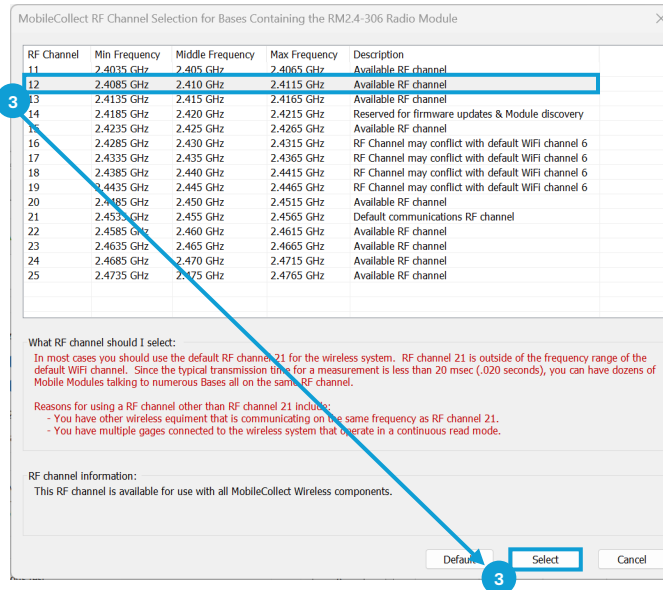 MobileCollect RF Channel Selection for Bases Containing the RM2.4-306 Radio Module
RF Channel Min Frequency Middle Frequency Max Frequency Description
11 2.4035 GHz 2.405 GHz 2.4065 GHz Available RF channel
12 2.4085 GHz 2.410 GHz 2.4115 GHz Available RF channel
3
13 2.4135 GHz 2.415 GHz 2.4165 GHz Available RF channel
14 2.4185 GHz 2.420 GHz 2.4215 GHz Reserved for firmware updates & Module discovery
15 2.4235 GHz 2.425 GHz 2.4265 GHz Available RF channel
16 2.4285 GHz 2.430 GHz 2.4315 GHz RF Channel may conflict with default WiFi channel 6
17 2.4335 GHz 2.435 GHz 2.4365 GHz RF Channel may conflict with default WiFi channel 6
18 2.4385 GHz 2.440 GHz 2.4415 GHz RF Channel may conflict with default WiFi channel 6
19 2.4435 GHz 2.445 GHz 2.4465 GHz RF Channel may conflict with default WiFi channel 6
20 2.4485 GHz 2.450 GHz 2.4515 GHz Available RF channel
21 2.4535 GHz 2.455 GHz 2.4565 GHz Default communications RF channel
22 2.4585 GHz 2.460 GHz 2.4615 GHz Available RF channel
23 2.4635 GHz 2.465 GHz 2.4665 GHz Available RF channel
24 2.4685 GHz 2.470 GHz 2.4715 GHz Available RF channel
25 2.4735 GHz 2.475 GHz 2.4765 GHz Available RF channel
What RF channel should I select:
In most cases you should use the default RF channel 21 for the wireless system. RF channel 21 is outside of the frequency range of the
default WiFi channel. Since the typical transmission time for a measurement is less than 20 msec (.020 seconds), you can have dozens of
Mobile Modules talking to numerous Bases all on the same RF channel.
Reasons for using a RF channel other than RF channel 21 include:
- You have other wireless equiment that is communicating on the same frequency as RF channel 21.
- You have multiple gages connected to the wireless system that operate in a continuous read mode.
RF channel information:
This RF channel is available for use with all MobileCollect Wireless components.
Default Select Cancel
3